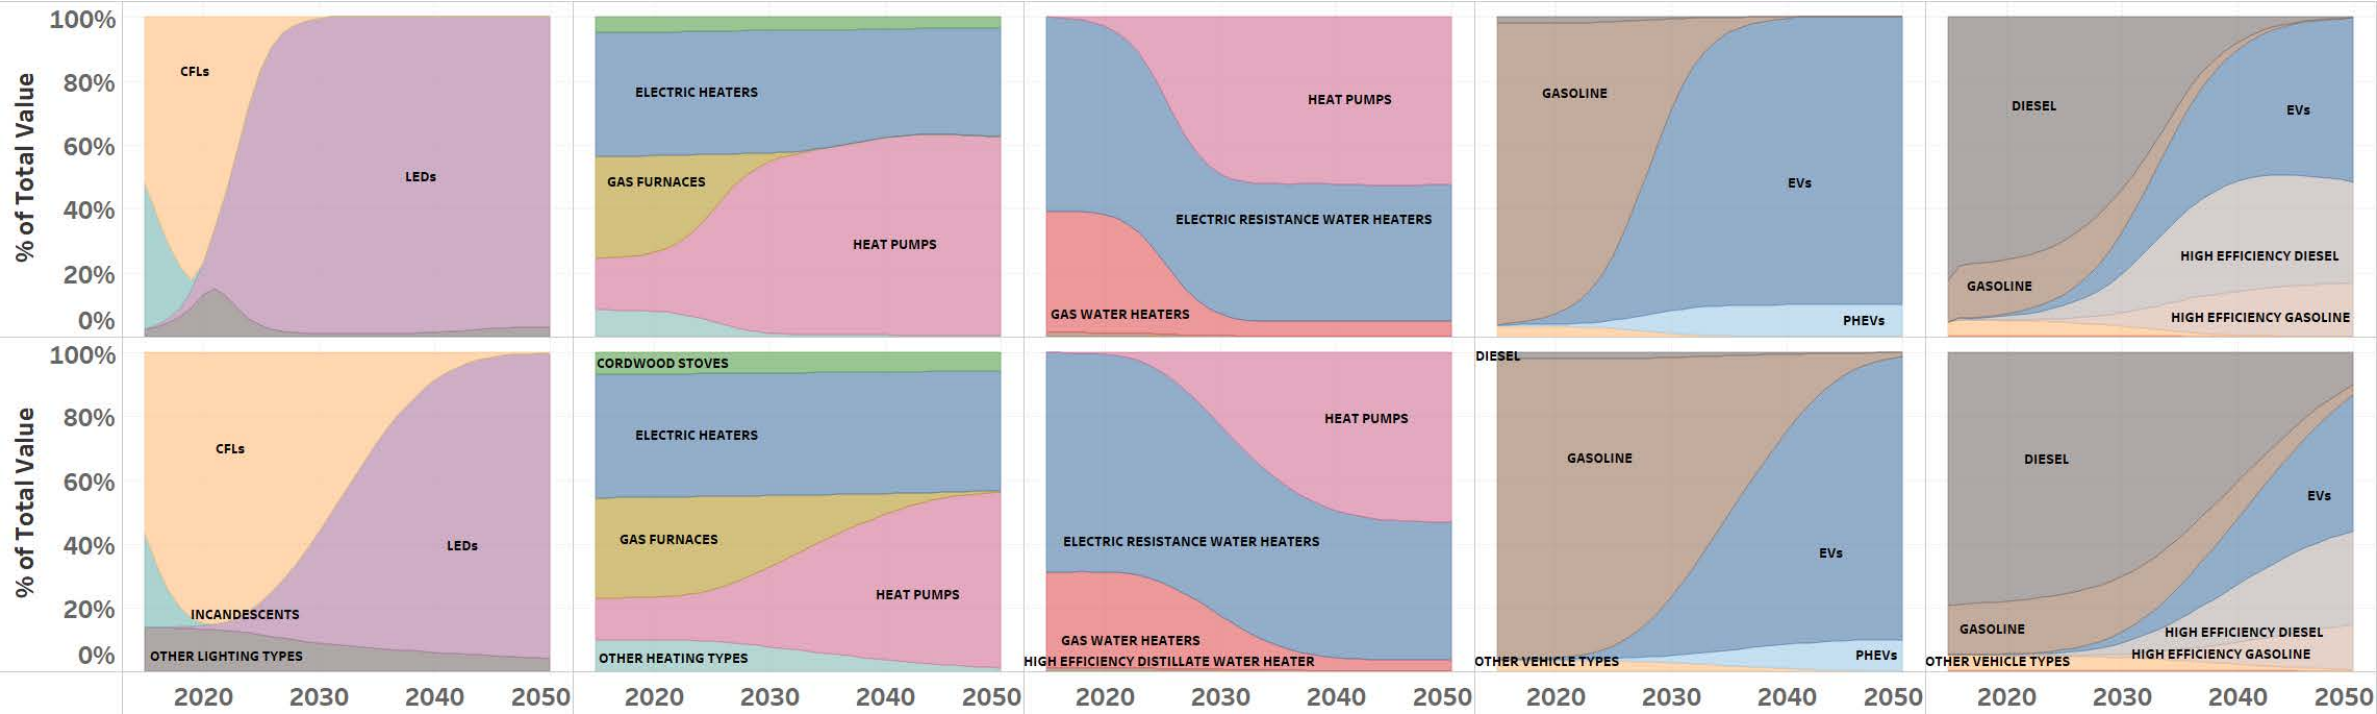 % of Total Value
100%
80%
60%
40%
20%
0%
CFLs
LEDs
ELECTRIC HEATERS
GAS FURNACES
HEAT PUMPS
HEAT PUMPS
ELECTRIC RESISTANCE WATER HEATERS
GAS WATER HEATERS
GASOLINE
EVs
PHEVs
DIESEL
EVs
GASOLINE
HIGH EFFICIENCY DIESEL
HIGH EFFICIENCY GASOLINE
% of Total Value
100%
80%
60%
40%
20%
0%
CFLs
LEDs
INCANDESCENTS
OTHER LIGHTING TYPES
CORDWOOD STOVES
ELECTRIC HEATERS
GAS FURNACES
HEAT PUMPS
OTHER HEATING TYPES
HEAT PUMPS
ELECTRIC RESISTANCE WATER HEATERS
GAS WATER HEATERS
HIGH EFFICIENCY DISTILLATE WATER HEATER
DIESEL
GASOLINE
EVs
PHEVs
OTHER VEHICLE TYPES
DIESEL
EVs
GASOLINE
HIGH EFFICIENCY DIESEL
HIGH EFFICIENCY GASOLINE
OTHER VEHICLE TYPES
2020 2030 2040 2050
2020 2030 2040 2050
2020 2030 2040 2050
2020 2030 2040 2050
2020 2030 2040 2050